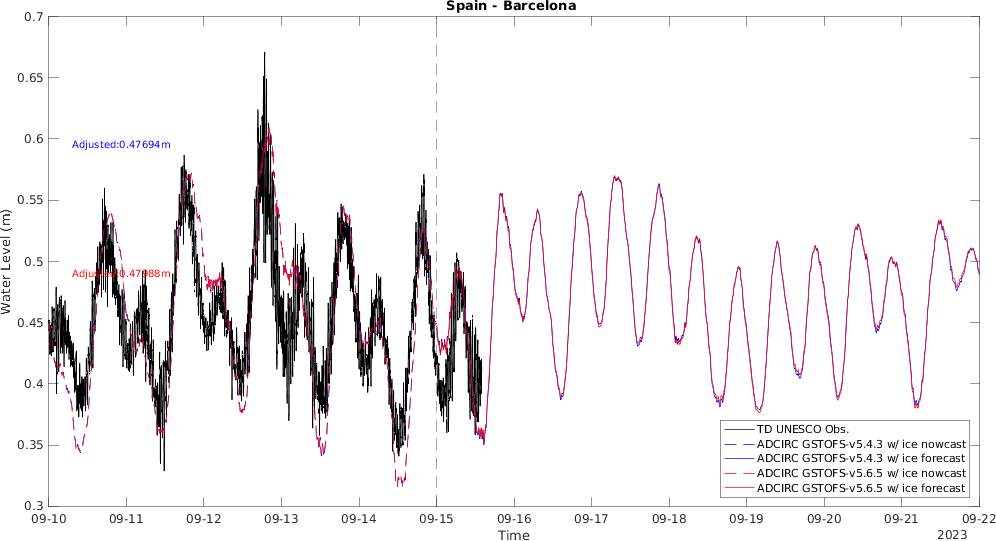 Spain - Barcelona
0.7
0.65
0.6
0.55
0.5
0.45
0.4
0.35
0.3
Water Level (m)
Adjusted:0.47694m
Adjusted:0.47988m
TD UNESCO Obs.
ADCIRC GSTOFS-v5.4.3 w/ ice nowcast
ADCIRC GSTOFS-v5.4.3 w/ ice forecast
ADCIRC GSTOFS-v5.6.5 w/ ice nowcast
ADCIRC GSTOFS-v5.6.5 w/ ice forecast
09-10 09-11 09-12 09-13 09-14 09-15 09-16 09-17 09-18 09-19 09-20 09-21 09-22
Time
2023